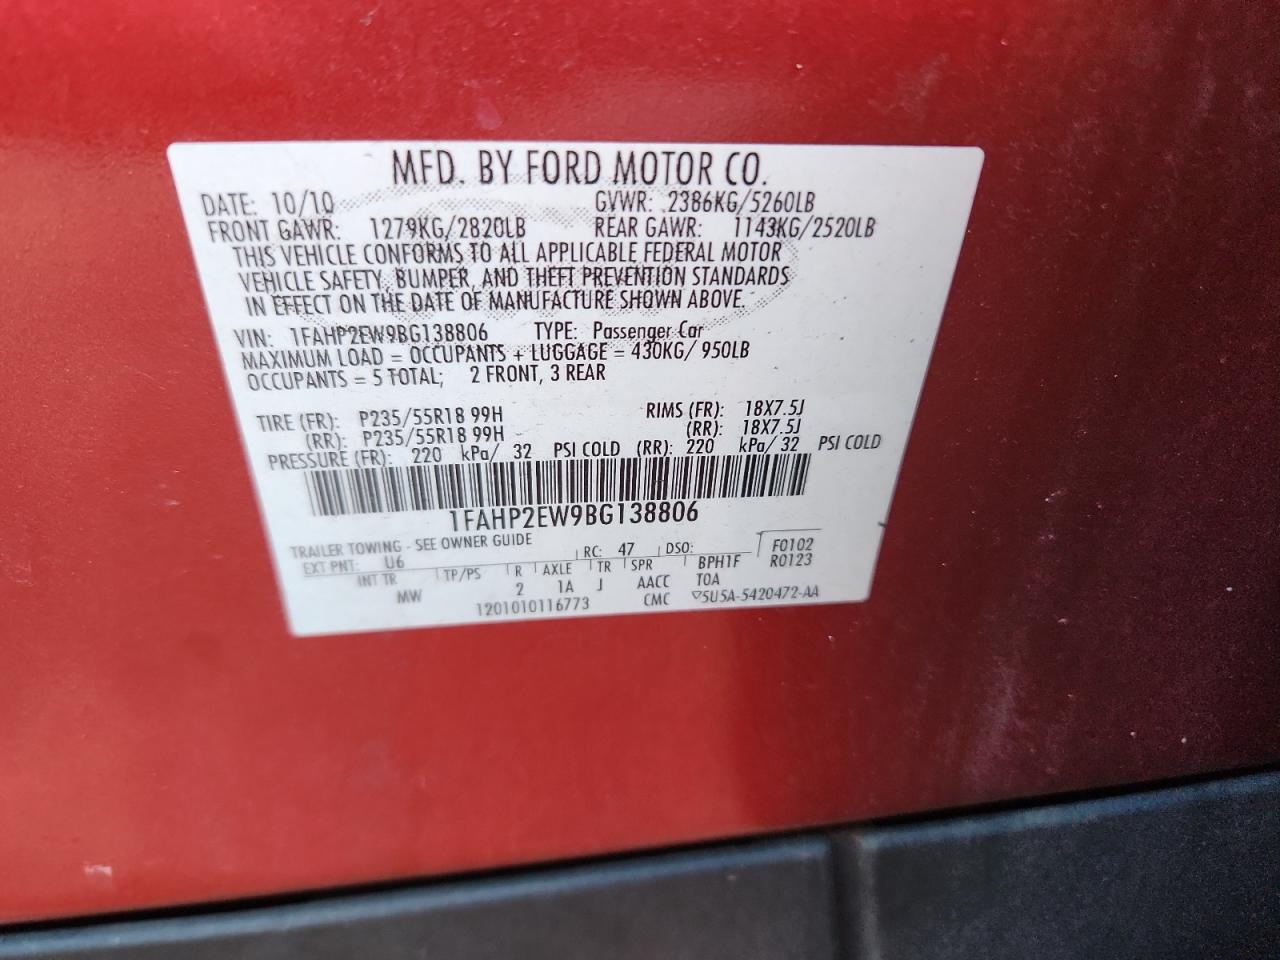 MFD. BY FORD MOTOR CO.
DATE: 10/10 GVWR: 2386KG/5260LB
FRONT GAWR: 1279KG/2820LB REAR GAWR: 1143KG/2520LB
THIS VEHICLE CONFORMS TO ALL APPLICABLE FEDERAL MOTOR
VEHICLE SAFETY, BUMPER, AND THEFT PREVENTION STANDARDS
IN EFFECT ON THE DATE OF MANUFACTURE SHOWN ABOVE.
VIN: 1FAHP2EW9BG138806 TYPE: Passenger Car
MAXIMUM LOAD = OCCUPANTS + LUGGAGE = 430KG/ 950LB
OCCUPANTS = 5 TOTAL; 2 FRONT, 3 REAR
TIRE (FR): P235/55R18 99H RIMS (FR): 18X7.5J
(RR): P235/55R18 99H (RR): 18X7.5J
PRESSURE (FR): 220 kPa/ 32 PSI COLD (RR): 220 kPa/ 32 PSI COLD
1FAHP2EW9BG138806
TRAILER TOWING - SEE OWNER GUIDE
EXT PNT: U6 RC: 47 DSO: F0102
R0123
INT TR TP/PS R AXLE TR SPR BPH1F
MW 2 1A J AACC TOA
1201010116773 CMC ▽5U5A-5420472-AA